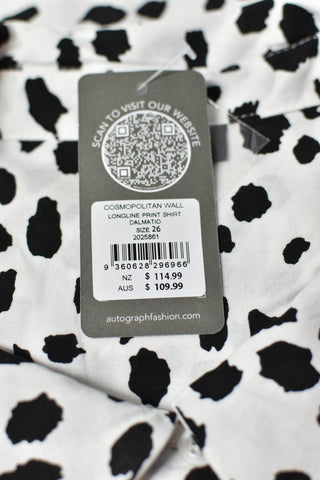 SCAN TO VISIT OUR WEBSITE
COSMOPOLITAN WALL
LONGLINE PRINT SHIRT
DALMATIO
SIZE 26
2025861
9 360628 296966
NZ $ 114.99
AUS $ 109.99
autographfashion.com